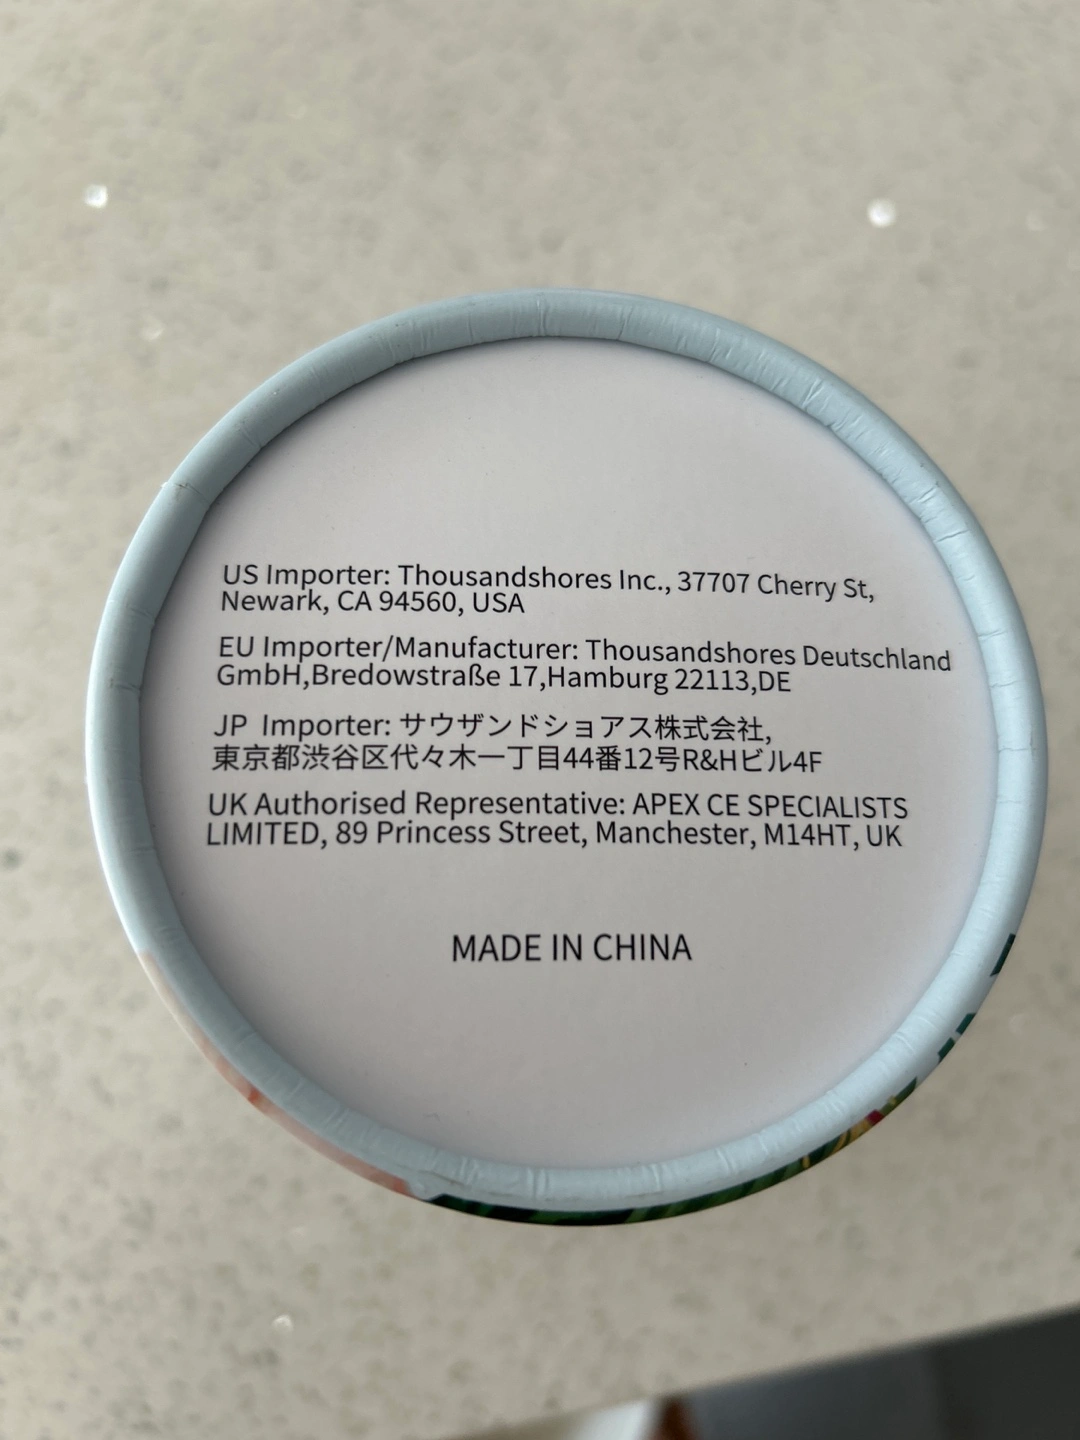 US Importer: Thousandshores Inc., 37707 Cherry St,
Newark, CA 94560, USA
EU Importer/Manufacturer: Thousandshores Deutschland
GmbH,Bredowstraße 17,Hamburg 22113,DE
JP Importer: サウザンドショアス株式会社,
東京都渋谷区代々木一丁目44番12号R&Hビル4F
UK Authorised Representative: APEX CE SPECIALISTS
LIMITED, 89 Princess Street, Manchester, M14HT, UK
MADE IN CHINA